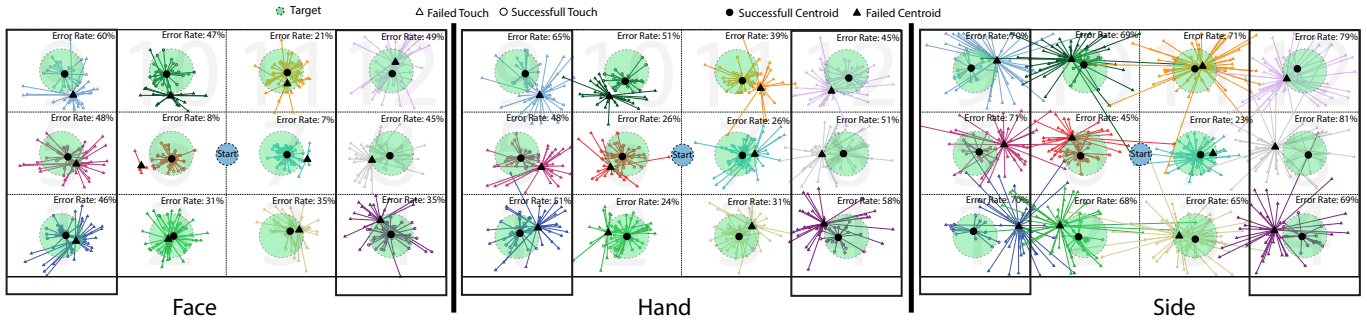 Target Failed Touch Successfull Touch Successfull Centroid Failed Centroid
Error Rate: 60% Error Rate: 47% Error Rate: 21% Error Rate: 49% Error Rate: 65% Error Rate: 51% Error Rate: 39% Error Rate: 45% Error Rate: 70% Error Rate: 69% Error Rate: 71% Error Rate: 79%
Error Rate: 48% Error Rate: 8% Error Rate: 7% Error Rate: 45% Error Rate: 48% Error Rate: 26% Error Rate: 26% Error Rate: 51% Error Rate: 71% Error Rate: 45% Error Rate: 23% Error Rate: 81%
Start Start Start
Error Rate: 46% Error Rate: 31% Error Rate: 35% Error Rate: 35% Error Rate: 51% Error Rate: 24% Error Rate: 31% Error Rate: 58% Error Rate: 70% Error Rate: 68% Error Rate: 65% Error Rate: 69%
Face Hand Side